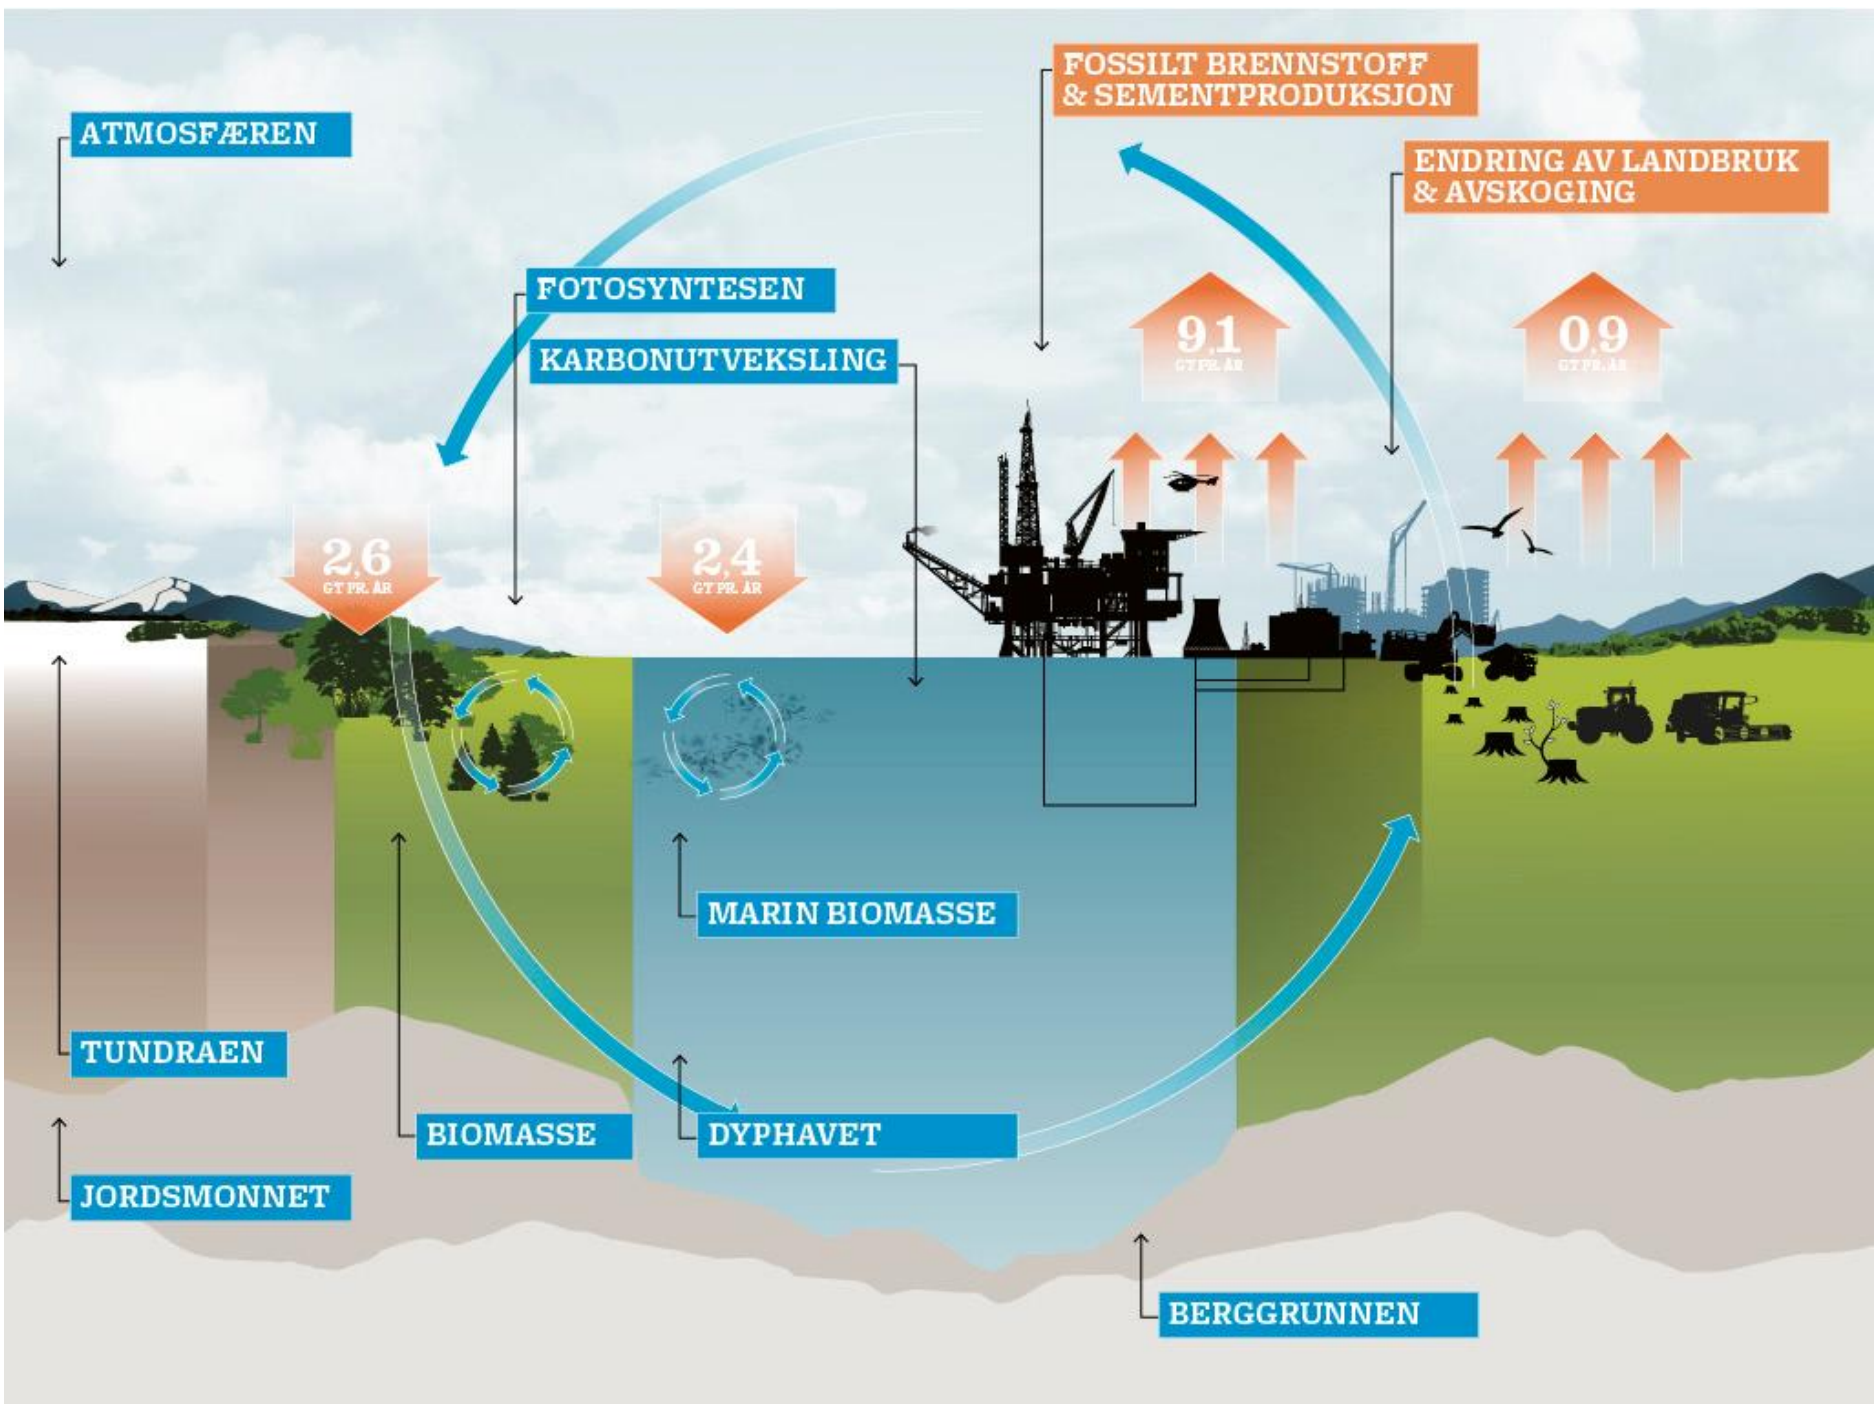 FOSSILT BRENNSTOFF
& SEMENTPRODUKSJON
ATMOSFÆREN
ENDRING AV LANDBRUK
& AVSKOGING
FOTOSYNTESEN
KARBONUTVEKSLING
9,1
GT PR. ÅR
0,9
GT PR. ÅR
2,6
GT PR. ÅR
2,4
GT PR. ÅR
MARIN BIOMASSE
TUNDRAEN
BIOMASSE
DYPHAVET
JORDSMONNET
BERGGRUNNEN